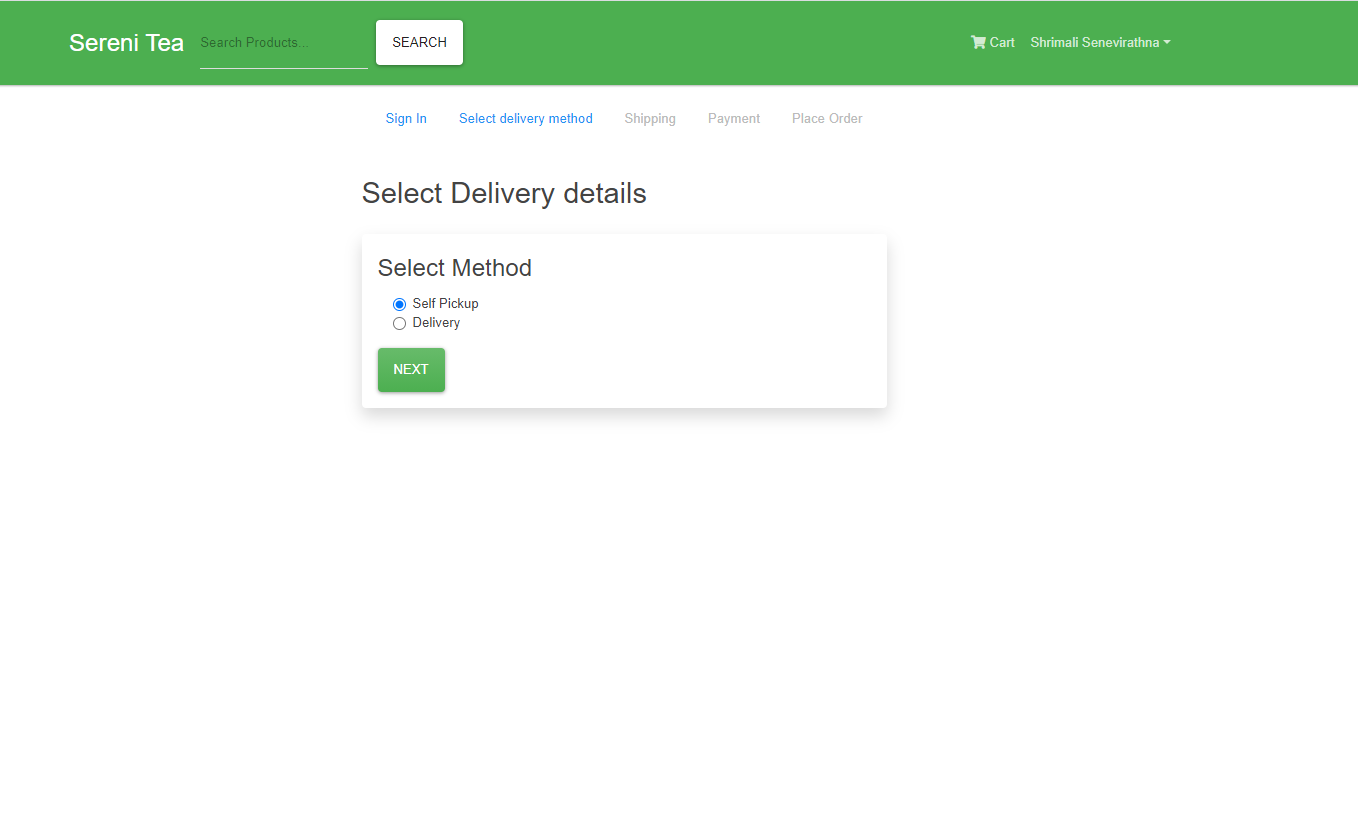 Sereni Tea Search Products... SEARCH Cart Shrimali Senevirathna
Sign In Select delivery method Shipping Payment Place Order
Select Delivery details
Select Method
Self Pickup
Delivery
NEXT